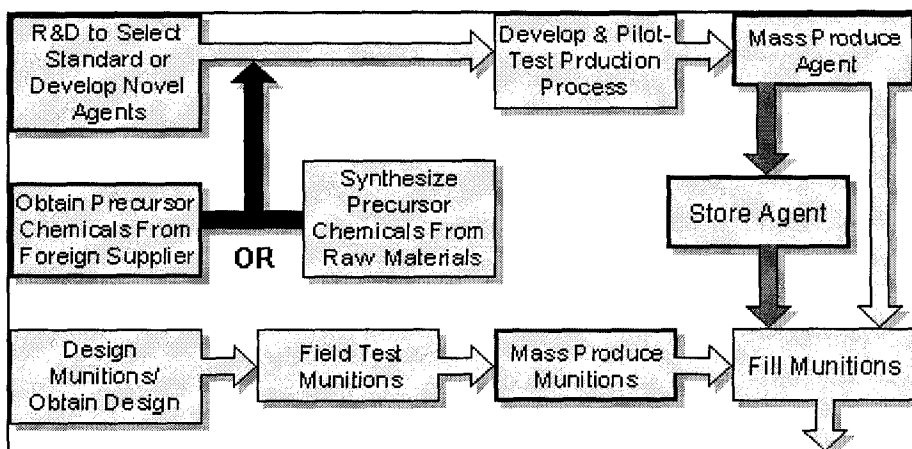 R&D to Select
Standard or
Develop Novel
Agents
Develop & Pilot-
Test Prduction
Process
Mass Produce
Agent
Obtain Precursor
Chemicals From
Foreign Supplier
OR
Synthesize
Precursor
Chemicals From
Raw Materials
Store Agent
Design
Munitions/
Obtain Design
Field Test
Munitions
Mass Produce
Munitions
Fill Munitions